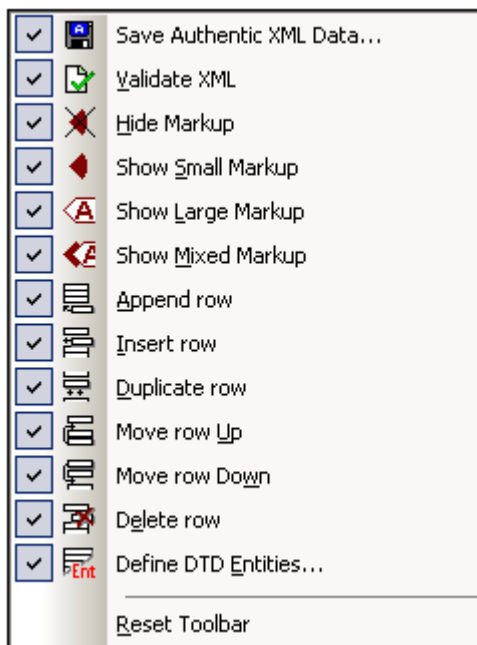 Save Authentic XML Data...
Validate XML
Hide Markup
Show Small Markup
Show Large Markup
Show Mixed Markup
Append row
Insert row
Duplicate row
Move row Up
Move row Down
Delete row
Ent Define DTD Entities...
Reset Toolbar